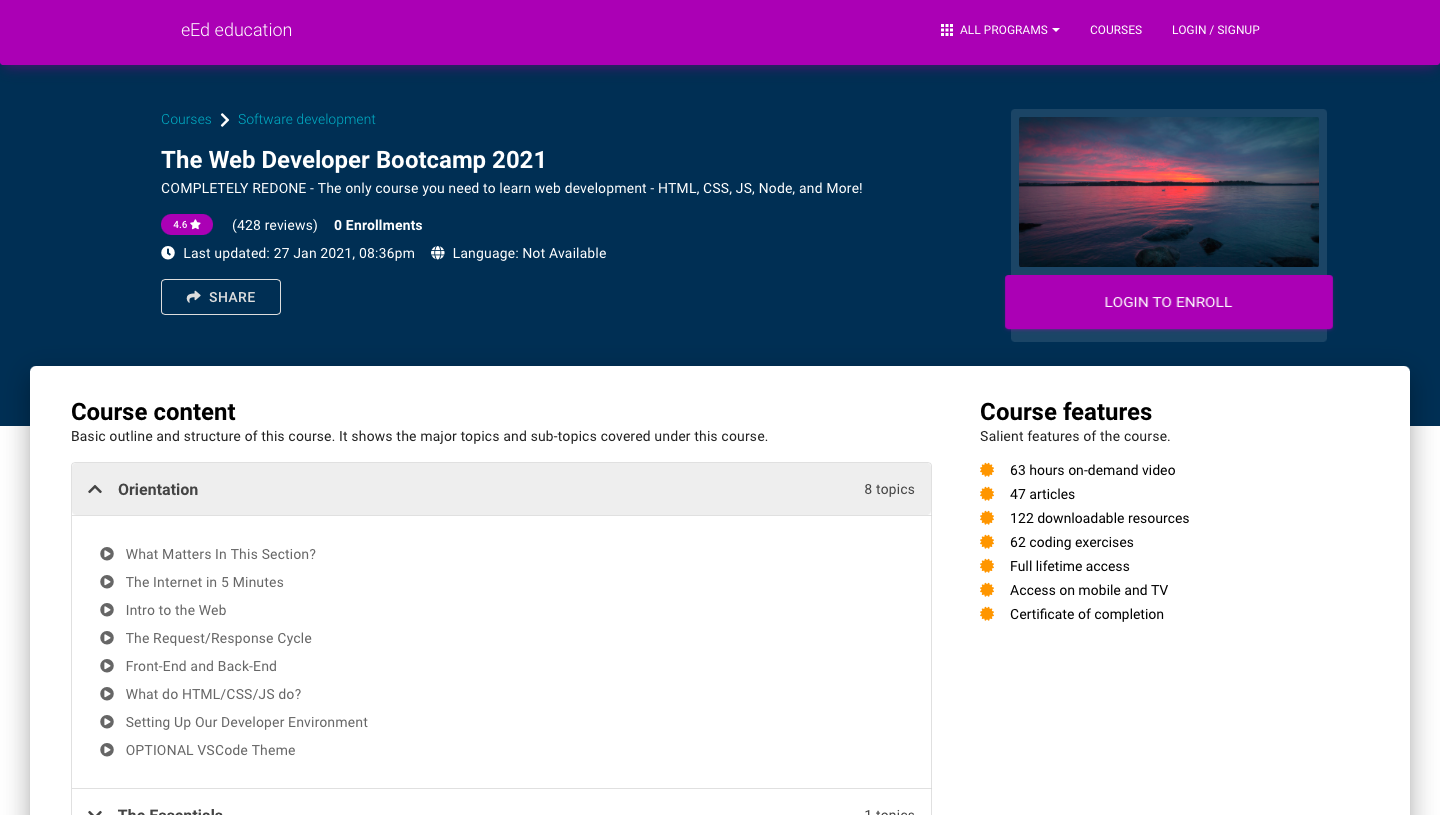 eEd education
ALL PROGRAMS
COURSES
LOGIN / SIGNUP
Courses
Software development
The Web Developer Bootcamp 2021
COMPLETELY REDONE - The only course you need to learn web development - HTML, CSS, JS, Node, and More!
4.6
(428 reviews)
0 Enrollments
Last updated: 27 Jan 2021, 08:36pm
Language: Not Available
SHARE
LOGIN TO ENROLL
Course content
Basic outline and structure of this course. It shows the major topics and sub-topics covered under this course.
Orientation
8 topics
What Matters In This Section?
The Internet in 5 Minutes
Intro to the Web
The Request/Response Cycle
Front-End and Back-End
What do HTML/CSS/JS do?
Setting Up Our Developer Environment
OPTIONAL VSCode Theme
The Essentials
1 topics
Course features
Salient features of the course.
63 hours on-demand video
47 articles
122 downloadable resources
62 coding exercises
Full lifetime access
Access on mobile and TV
Certificate of completion